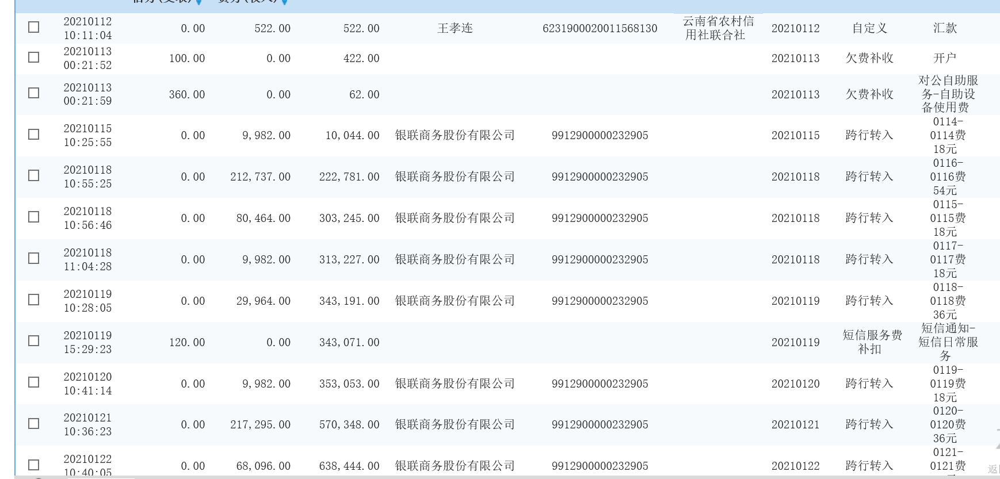 借方(支取) 贷方(收入)
20210112
10:11:04
0.00 522.00 522.00 王孝连 6231900020011568130 云南省农村信
用社联合社 20210112 自定义 汇款
20210113
00:21:52
100.00 0.00 422.00 20210113 欠费补收 开户
20210113
00:21:59
360.00 0.00 62.00 20210113 欠费补收 对公自助服
务-自助设
备使用费
20210115
10:25:55
0.00 9,982.00 10,044.00 银联商务股份有限公司 9912900000232905 20210115 跨行转入 0114-
0114费
18元
20210118
10:55:25
0.00 212,737.00 222,781.00 银联商务股份有限公司 9912900000232905 20210118 跨行转入 0116-
0116费
54元
20210118
10:56:46
0.00 80,464.00 303,245.00 银联商务股份有限公司 9912900000232905 20210118 跨行转入 0115-
0115费
18元
20210118
11:04:28
0.00 9,982.00 313,227.00 银联商务股份有限公司 9912900000232905 20210118 跨行转入 0117-
0117费
18元
20210119
10:28:05
0.00 29,964.00 343,191.00 银联商务股份有限公司 9912900000232905 20210119 跨行转入 0118-
0118费
36元
20210119
15:29:23
120.00 0.00 343,071.00 20210119 短信服务费
补扣 短信通知-
短信日常服
务
20210120
10:41:14
0.00 9,982.00 353,053.00 银联商务股份有限公司 9912900000232905 20210120 跨行转入 0119-
0119费
18元
20210121
10:36:23
0.00 217,295.00 570,348.00 银联商务股份有限公司 9912900000232905 20210121 跨行转入 0120-
0120费
36元
20210122
10:40:05
0.00 68,096.00 638,444.00 银联商务股份有限公司 9912900000232905 20210122 跨行转入 0121-
0121费
返